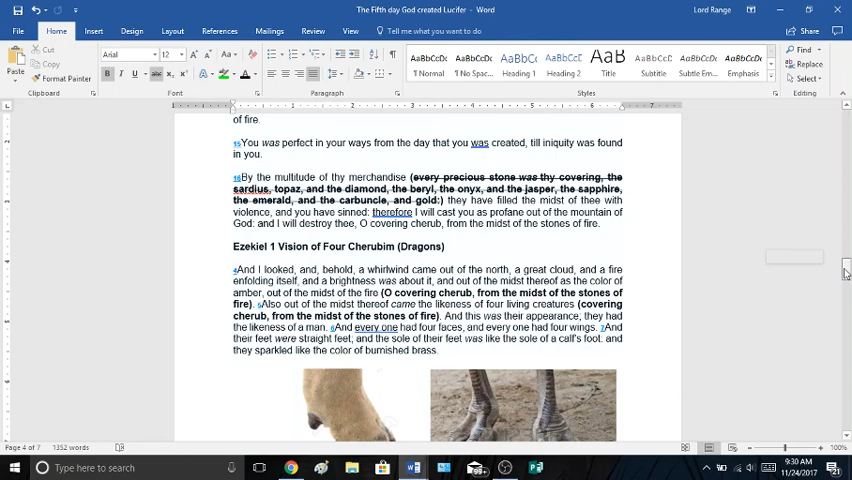 The Fifth day God created Lucifer - Word
Lord Range
File Home Insert Draw Design Layout References Mailings Review View Tell me what you want to do...
Share
Cut
Copy
Format Painter
Paste
Clipboard
Arial 12
Font
Paragraph
AaBbCcDc AaBbCcDc AaBbCc AaBbCcC AaB AaBbCcD AaBbCcDc AaBbCcDc
¶ Normal ¶ No Spac... Heading 1 Heading 2 Title Subtitle Subtle Em... Emphasis
Styles
Find
Replace
Select
Editing
of fire.
15You was perfect in your ways from the day that you was created, till iniquity was found
in you.
16By the multitude of thy merchandise (every precious stone was thy covering, the
sardius, topaz, and the diamond, the beryl, the onyx, and the jasper, the sapphire,
the emerald, and the carbuncle, and gold:) they have filled the midst of thee with
violence, and you have sinned: therefore I will cast you as profane out of the mountain of
God: and I will destroy thee, O covering cherub, from the midst of the stones of fire.
Ezekiel 1 Vision of Four Cherubim (Dragons)
4And I looked, and, behold, a whirlwind came out of the north, a great cloud, and a fire
enfolding itself, and a brightness was about it, and out of the midst thereof as the color of
amber, out of the midst of the fire (O covering cherub, from the midst of the stones of
fire). 5Also out of the midst thereof came the likeness of four living creatures (covering
cherub, from the midst of the stones of fire). And this was their appearance; they had
the likeness of a man. 6And every one had four faces, and every one had four wings. 7And
their feet were straight feet; and the sole of their feet was like the sole of a calf's foot: and
they sparkled like the color of burnished brass.
Page 4 of 7 1352 words
100%
Type here to search
9:30 AM
11/24/2017
21